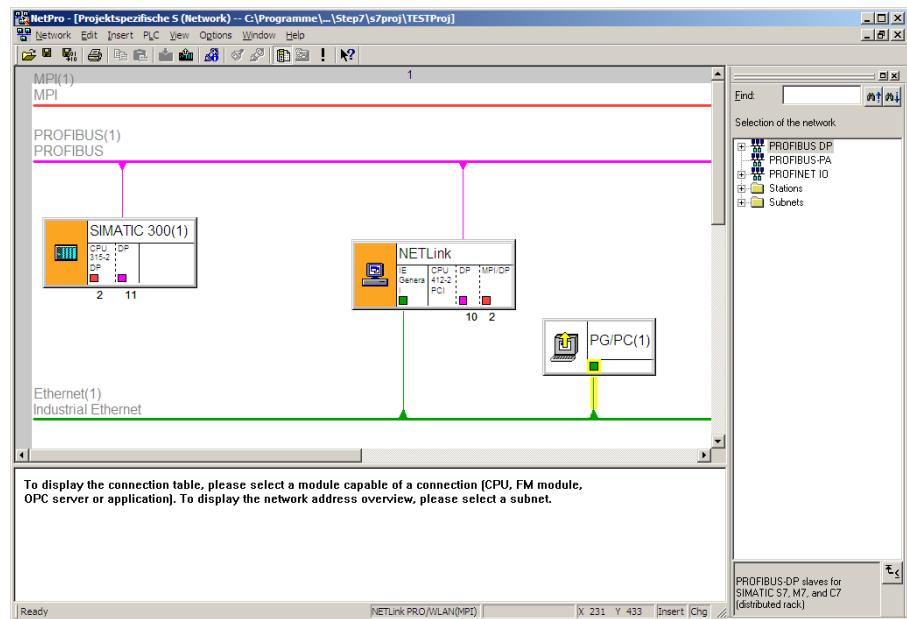 NetPro - [Projektspezifische S (Network) -- C:\Programme\...\Step7\s7proj\TESTProj]
Network Edit Insert PLC View Options Window Help
1
MPI(1)
MPI
PROFIBUS(1)
PROFIBUS
SIMATIC 300(1)
CPU DP
315-2
DP
2 11
NETLink
IE CPU DP MPI/DP
Genera 412-2
l PCI
10 2
PG/PC(1)
Ethernet(1)
Industrial Ethernet
To display the connection table, please select a module capable of a connection (CPU, FM module,
OPC server or application). To display the network address overview, please select a subnet.
Find:
Selection of the network
PROFIBUS DP
PROFIBUS-PA
PROFINET IO
Stations
Subnets
PROFIBUS-DP slaves for
SIMATIC S7, M7, and C7
(distributed rack)
Ready NETLink PRO/WLAN(MPI) X 231 Y 433 Insert Chg